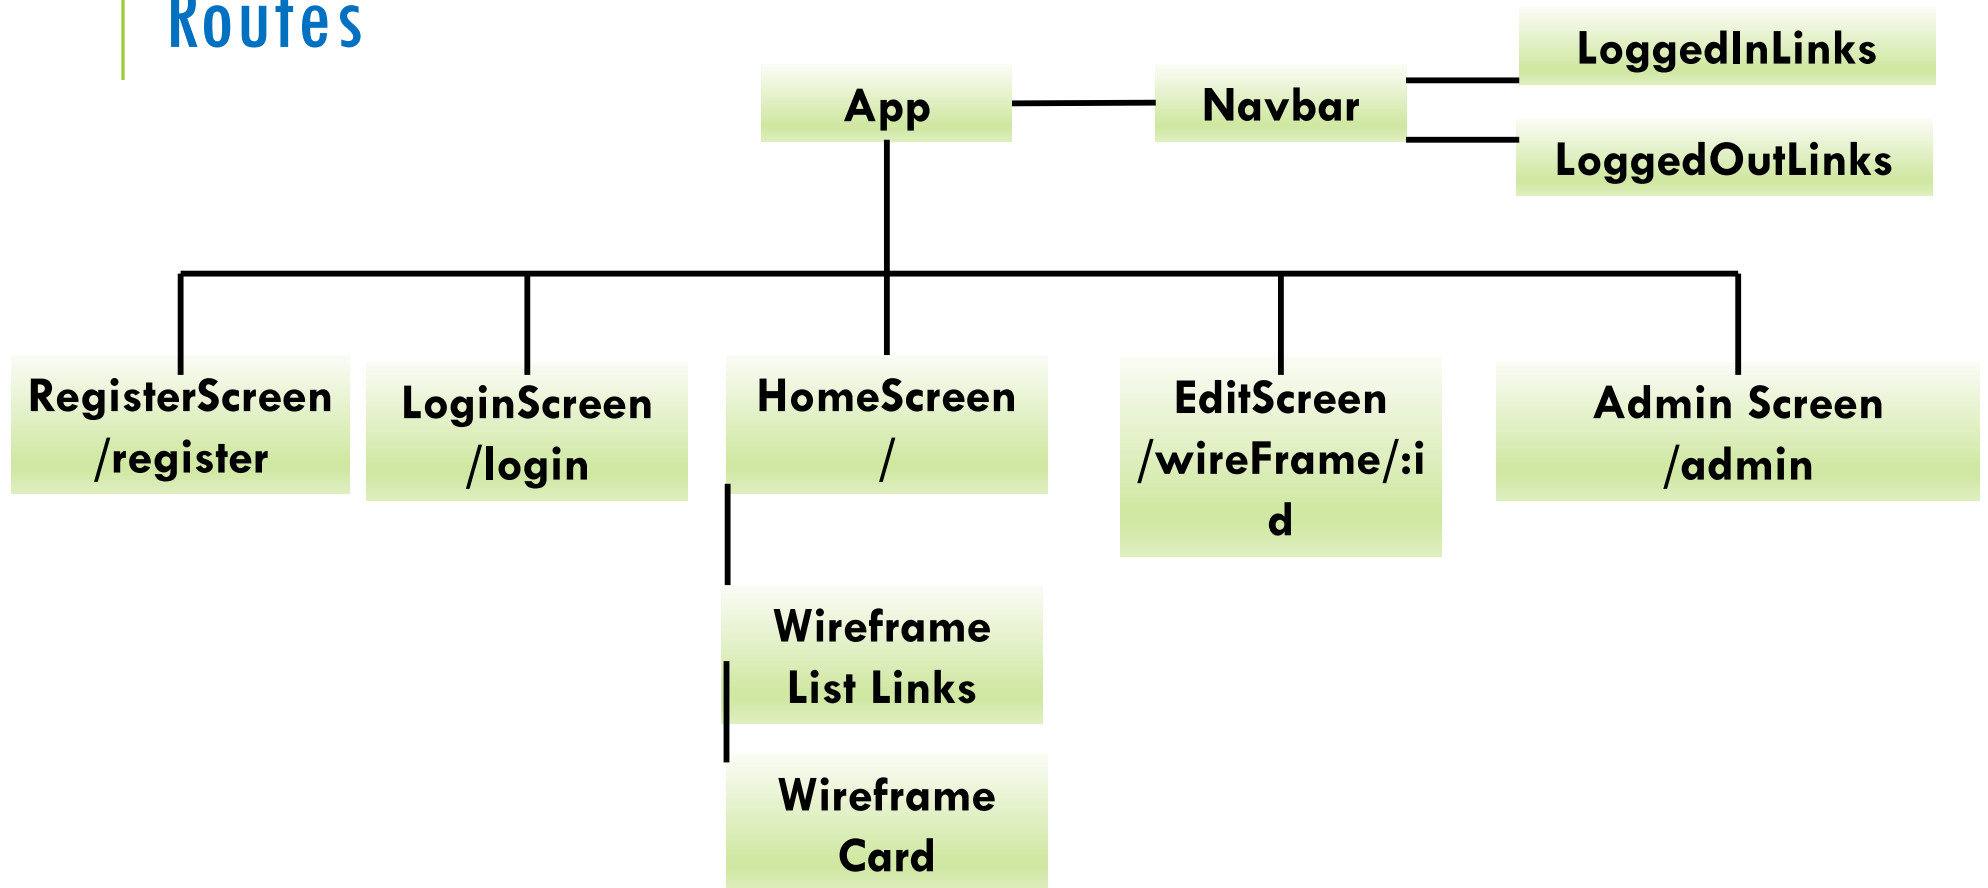 Routes
LoggedInLinks
App
Navbar
LoggedOutLinks
RegisterScreen
/register
LoginScreen
/login
HomeScreen
/
EditScreen
/wireFrame/:i
d
Admin Screen
/admin
Wireframe
List Links
Wireframe
Card